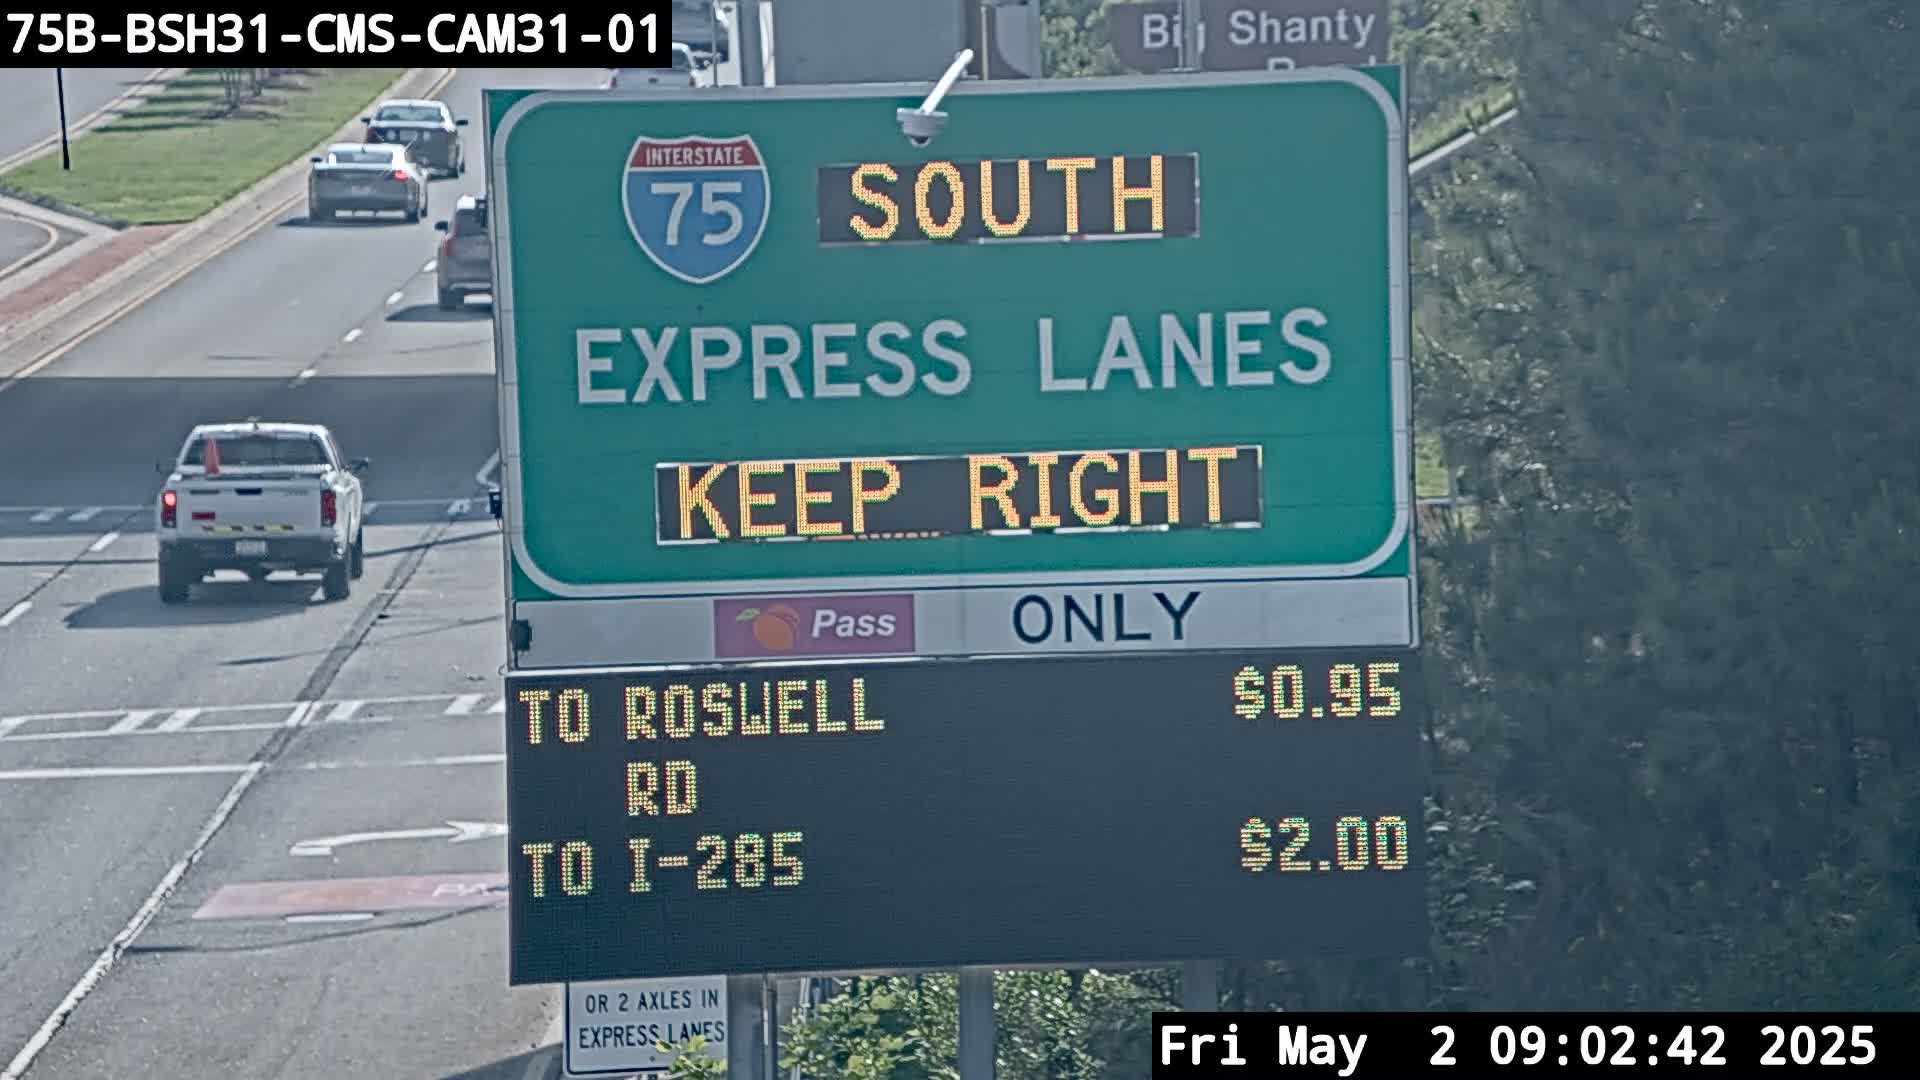 75B-BSH31-CMS-CAM31-01
Big Shanty
INTERSTATE
75
SOUTH
EXPRESS LANES
KEEP RIGHT
Pass ONLY
TO ROSWELL $0.95
RD
TO I-285 $2.00
OR 2 AXLES IN
EXPRESS LANES
Fri May 2 09:02:42 2025